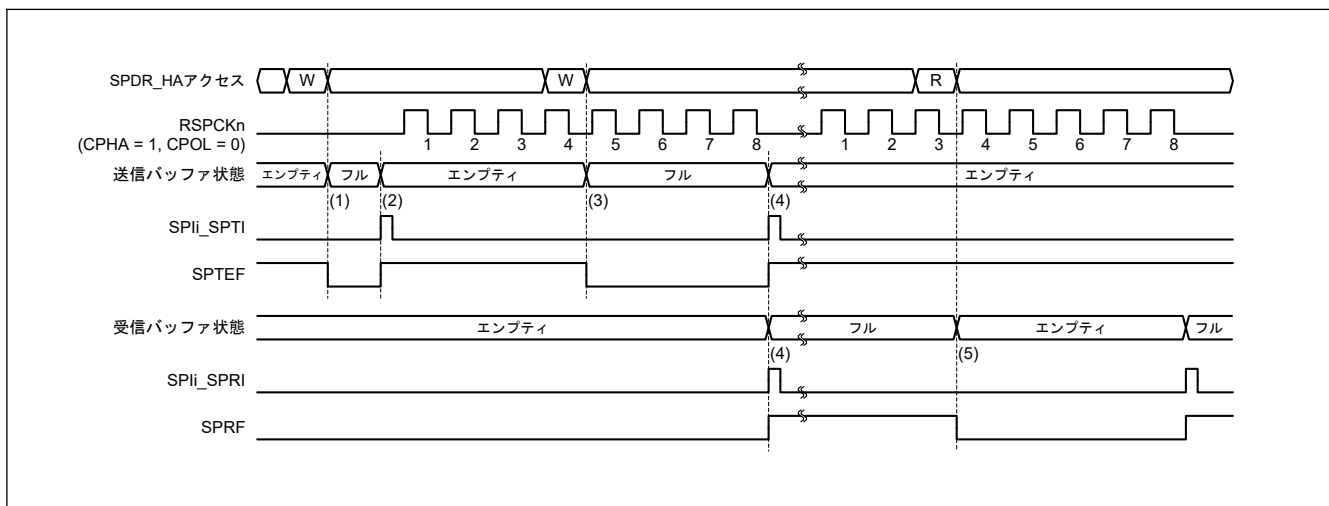 SPDR_HAアクセス W W R
RSPCKn
(CPHA = 1, CPOL = 0)
1 2 3 4 5 6 7 8 1 2 3 4 5 6 7 8
送信バッファ状態 エンプティ フル エンプティ フル エンプティ
(1) (2) (3) (4)
SPIi_SPTI
SPTEF
受信バッファ状態 エンプティ フル エンプティ フル
(4) (5)
SPIi_SPRI
SPRF